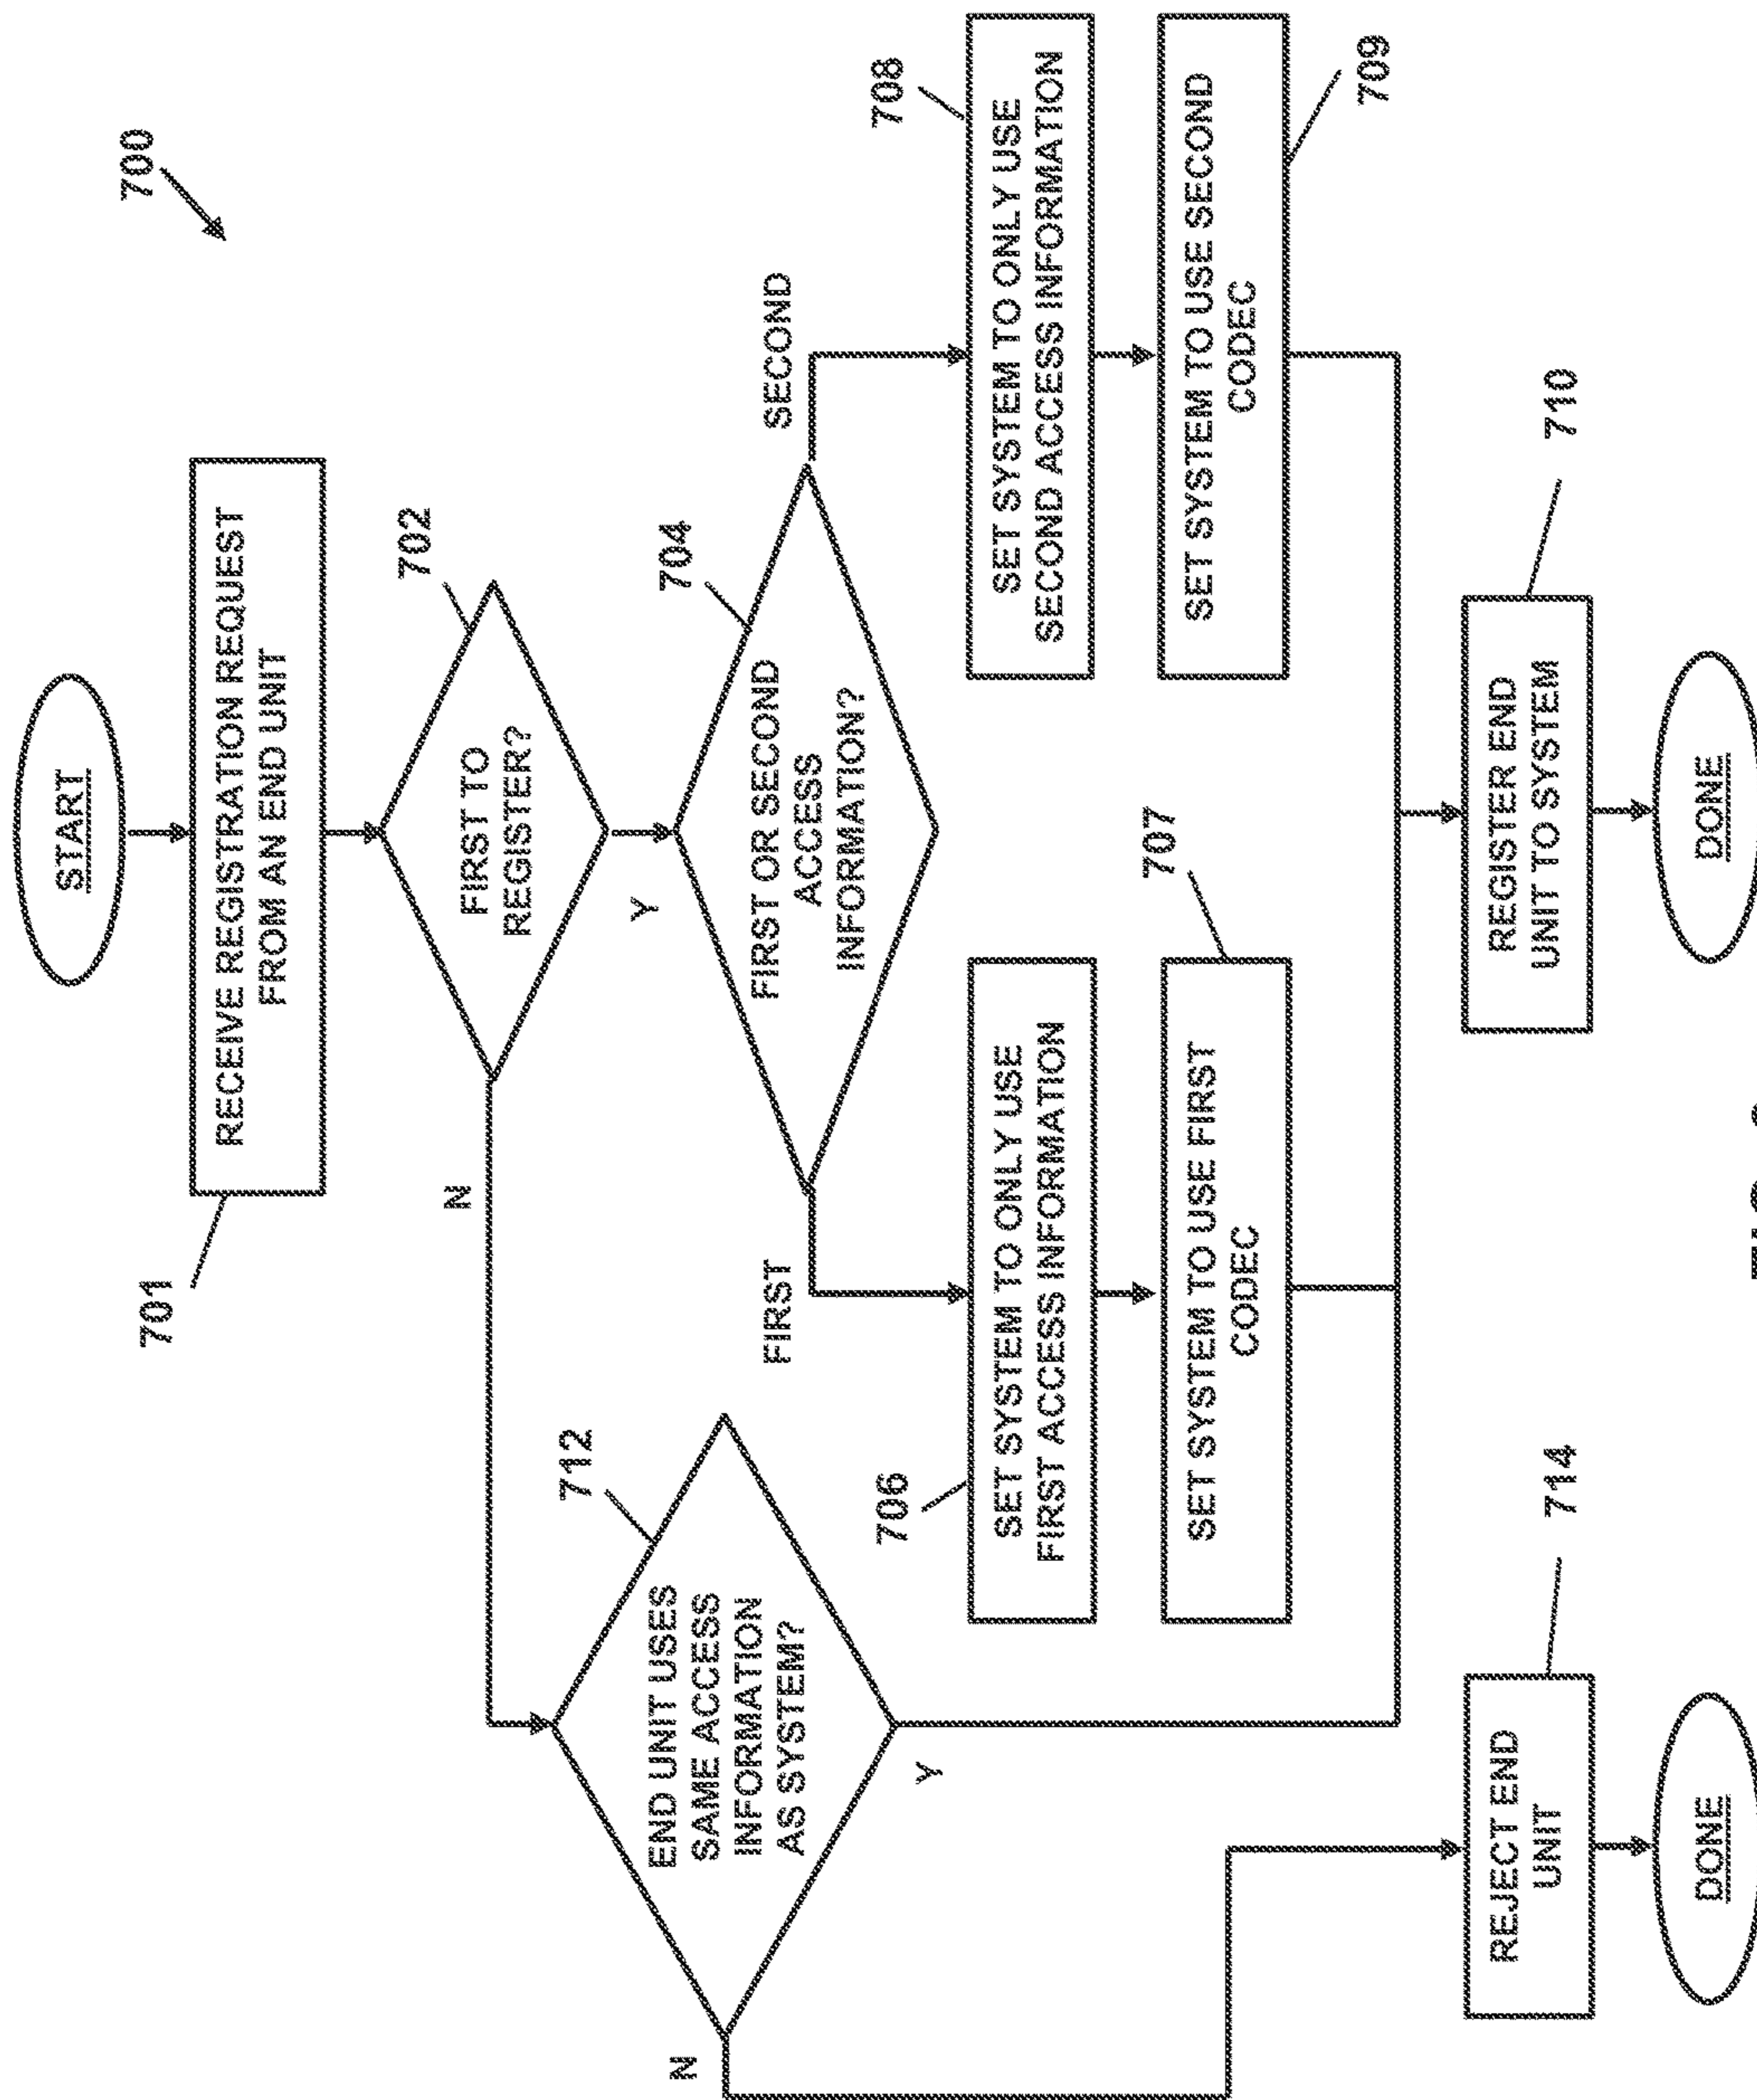 700
START
701
RECEIVE REGISTRATION REQUEST
FROM AN END UNIT
702
FIRST TO
REGISTER?
N
Y
712
END UNIT USES
SAME ACCESS
INFORMATION
AS SYSTEM?
N
Y
704
FIRST OR SECOND
ACCESS
INFORMATION?
FIRST
SECOND
706
SET SYSTEM TO ONLY USE
FIRST ACCESS INFORMATION
708
SET SYSTEM TO ONLY USE
SECOND ACCESS INFORMATION
707
SET SYSTEM TO USE FIRST
CODEC
709
SET SYSTEM TO USE SECOND
CODEC
714
REJECT END
UNIT
710
REGISTER END
UNIT TO SYSTEM
DONE
DONE